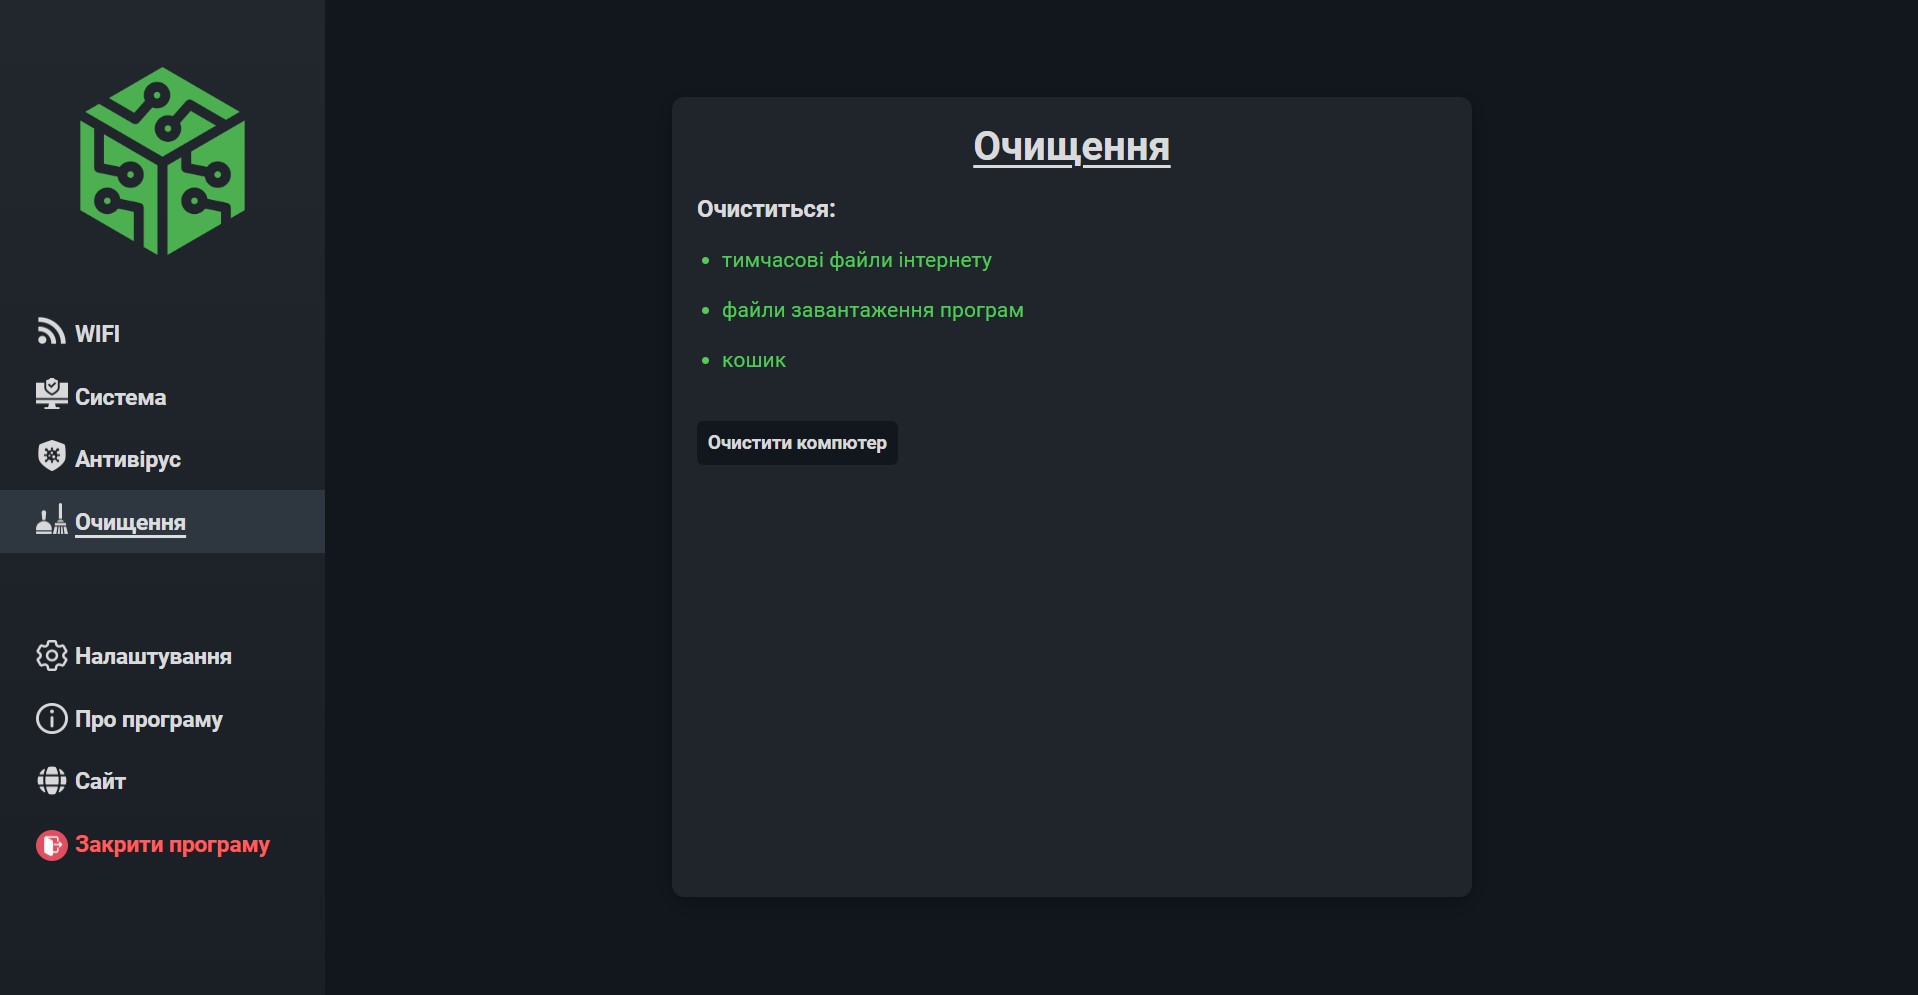 WIFI
Система
Антивірус
Очищення
Налаштування
Про програму
Сайт
Закрити програму
Очищення
Очиститься:
тимчасові файли інтернету
файли завантаження програм
кошик
Очистити компютер